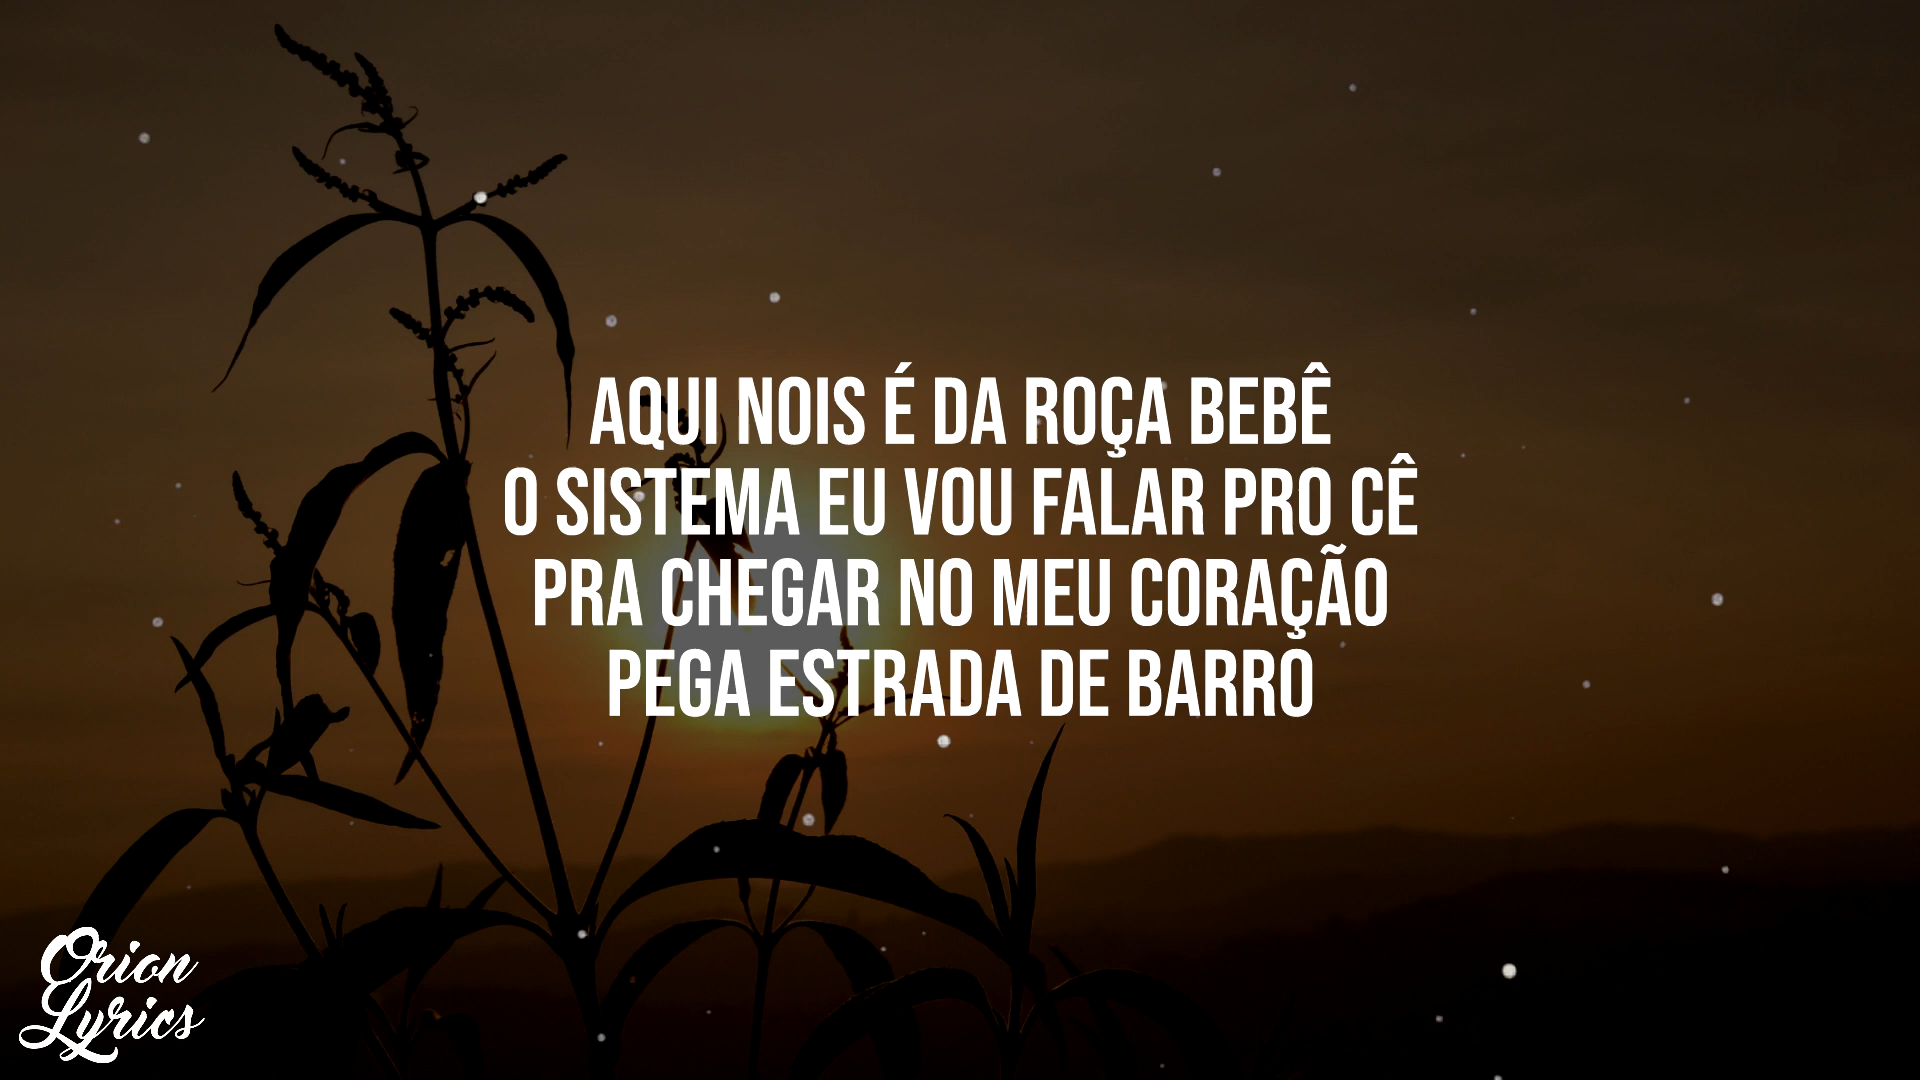 AQUI NOIS É DA ROÇA BEBÊ
O SISTEMA EU VOU FALAR PRO CÊ
PRA CHEGAR NO MEU CORAÇÃO
PEGA ESTRADA DE BARRO
Orion
Lyrics